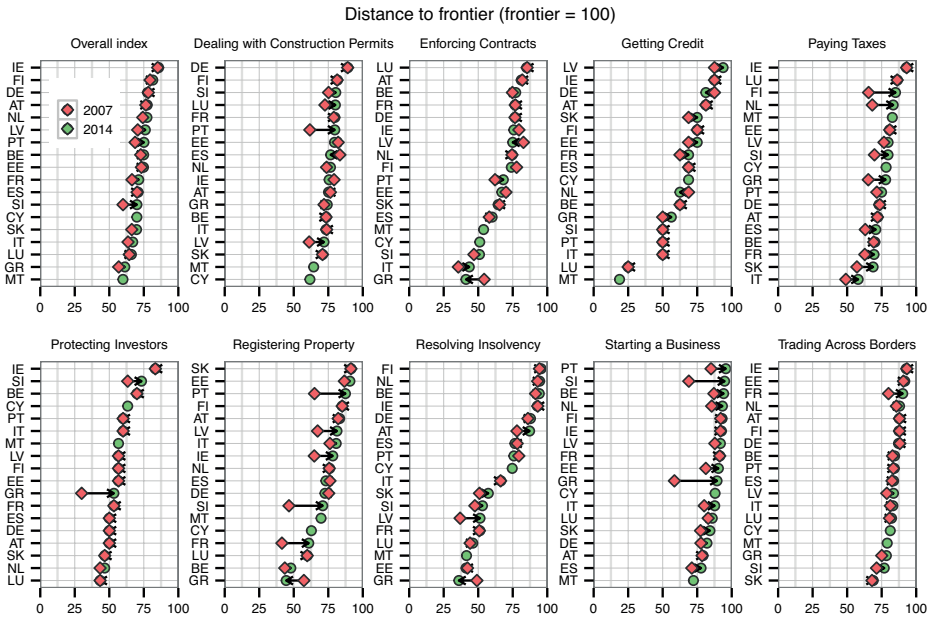 Distance to frontier (frontier = 100)
Overall index
IE
FI
DE
AT
NL
LV
PT
BE
EE
FR
ES
SI
CY
SK
IT
LU
GR
MT
0 25 50 75 100
2007
2014
Dealing with Construction Permits
DE
FI
SI
LU
FR
PT
EE
ES
NL
IE
AT
GR
BE
IT
LV
SK
MT
CY
0 25 50 75 100
Enforcing Contracts
LU
AT
BE
FR
DE
IE
LV
NL
FI
PT
EE
SK
ES
MT
CY
SI
IT
GR
0 25 50 75 100
Getting Credit
LV
IE
DE
AT
SK
FI
EE
FR
ES
CY
NL
BE
GR
SI
PT
IT
LU
MT
0 25 50 75 100
Paying Taxes
IE
LU
FI
NL
MT
EE
LV
SI
CY
GR
PT
DE
AT
ES
BE
FR
SK
IT
0 25 50 75 100
Protecting Investors
IE
SI
BE
CY
PT
IT
MT
LV
FI
EE
GR
FR
ES
DE
AT
SK
NL
LU
0 25 50 75 100
Registering Property
SK
EE
PT
FI
AT
LV
IT
IE
NL
ES
DE
SI
MT
CY
FR
LU
BE
GR
0 25 50 75 100
Resolving Insolvency
FI
NL
BE
IE
DE
AT
ES
PT
CY
IT
SK
SI
LV
FR
LU
MT
EE
GR
0 25 50 75 100
Starting a Business
PT
SI
BE
NL
AT
FI
IE
LV
FR
EE
GR
CY
IT
LU
SK
DE
AT
ES
MT
0 25 50 75 100
Trading Across Borders
IE
EE
FR
NL
AT
FI
DE
BE
PT
ES
CY
LV
IT
LU
CY
MT
GR
SI
SK
0 25 50 75 100